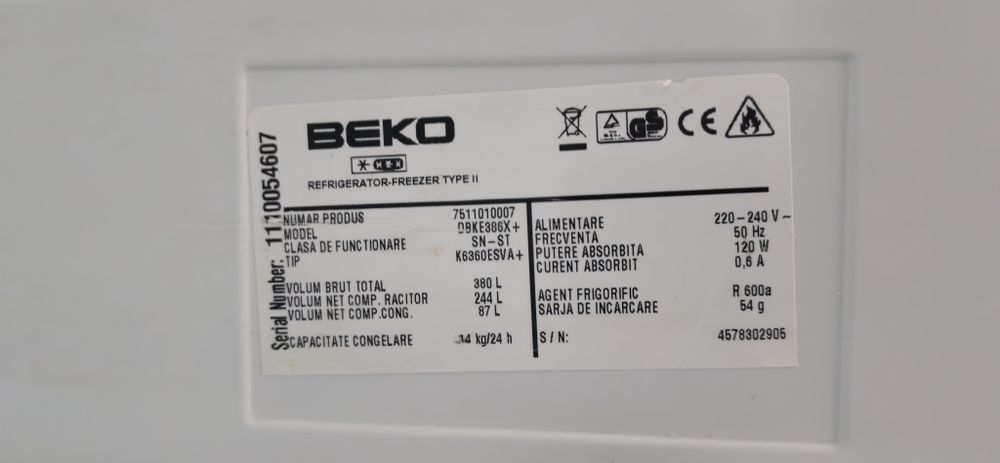 BEKO
REFRIGERATOR-FREEZER TYPE II
Serial Number: 1110054607
NUMAR PRODUS 7511010007
MODEL DBKE386X+
CLASA DE FUNCTIONARE SN-ST
TIP K6360ESVA+
VOLUM BRUT TOTAL 380 L
VOLUM NET COMP. RACITOR 244 L
VOLUM NET COMP.CONG. 87 L
CAPACITATE CONGELARE kg/24 h
ALIMENTARE 220-240 V ~
FRECVENTA 50 Hz
PUTERE ABSORBITA 120 W
CURENT ABSORBIT 0,6 A
AGENT FRIGORIFIC R 600a
SARJA DE INCARCARE 54 g
S / N: 4578302905
GS
CE